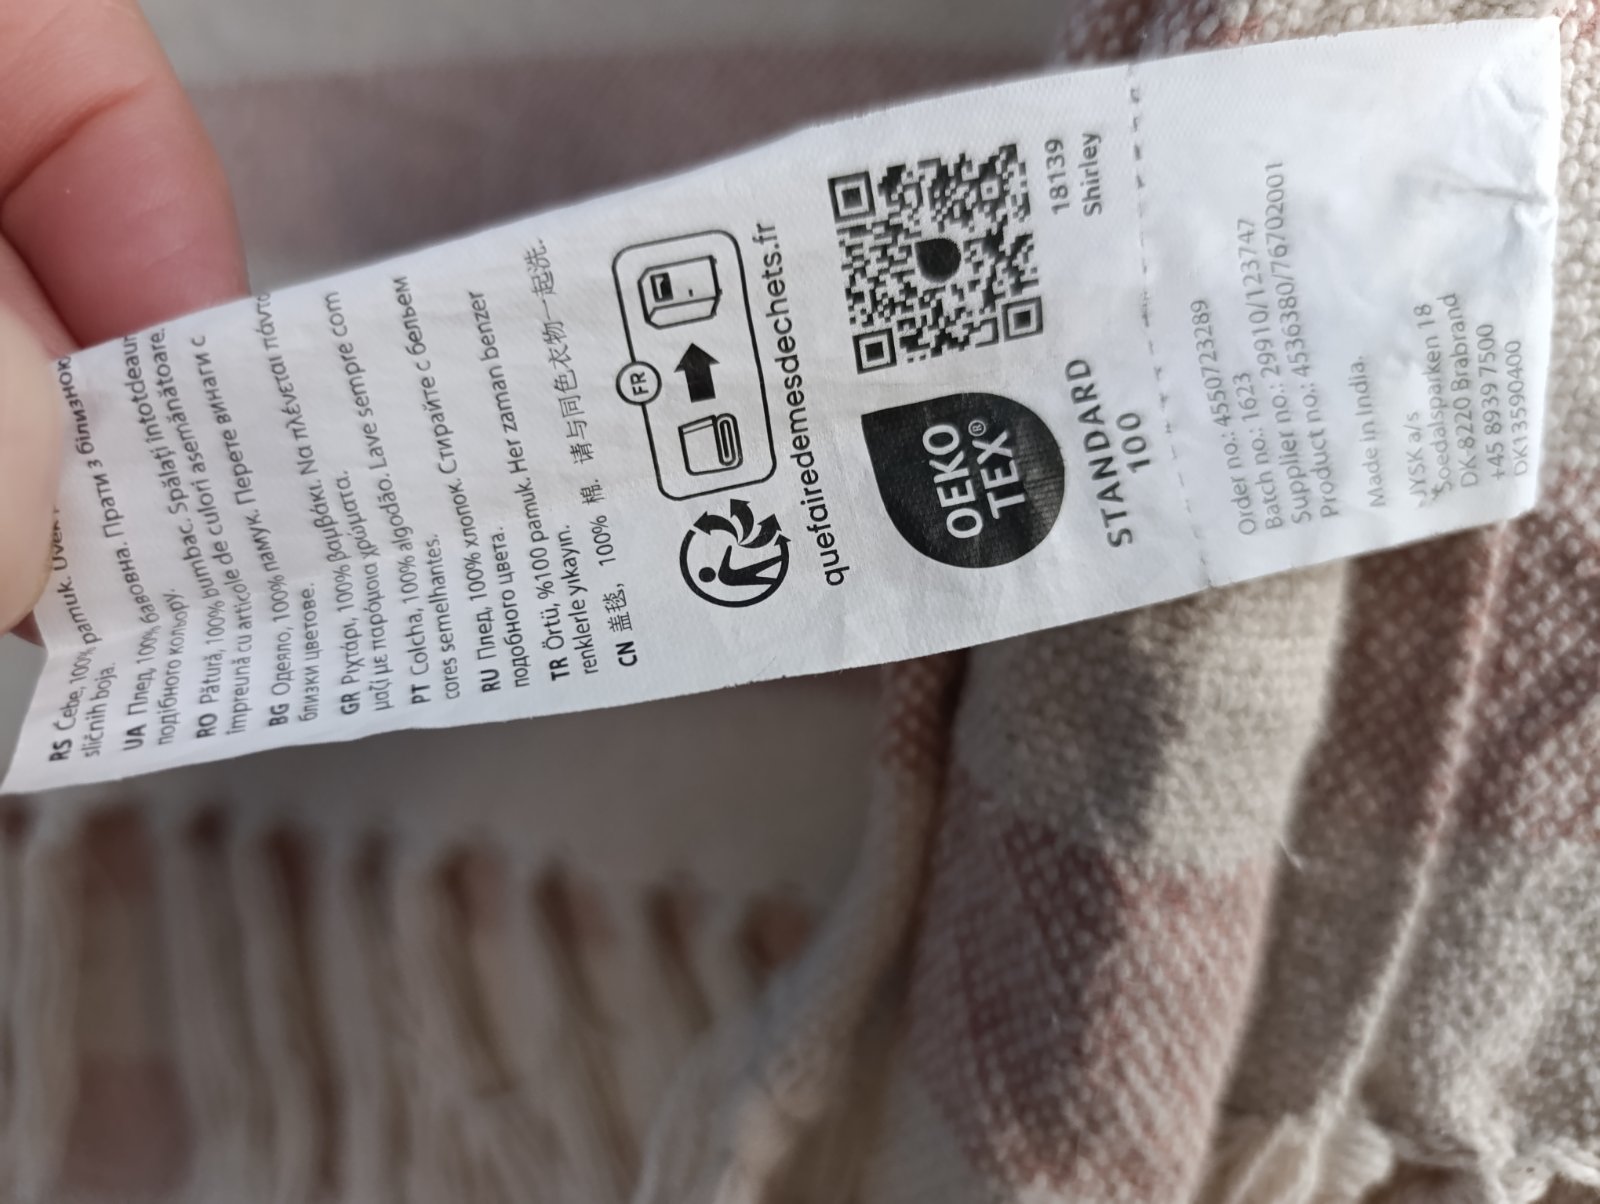 RS Ćebe, 100% pamuk.
sličnih boja.
UA Плед, 100% бавовна. Прати з білизною
подібного кольору.
RO Pătură, 100% bumbac. Spălați întotdeauna
împreună cu articole de culori asemănătoare.
BG Одеяло, 100% памук. Перете винаги с
близки цветове.
GR Ριχτάρι, 100% βαμβάκι. Να πλένεται πάντα
μαζί με παρόμοια χρώματα.
PT Colcha, 100% algodão. Lave sempre com
cores semelhantes.
RU Плед, 100% хлопок. Стирайте с бельем
подобного цвета.
TR Örtü, %100 pamuk. Her zaman benzer
renklerle yıkayın.
CN 盖毯, 100% 棉. 请与同色衣物一起洗.
FR
quefairedemesdechets.fr
OEKO
TEX®
STANDARD
100
18139
Shirley
Order no.: 4550723289
Batch no.: 1623
Supplier no.: 29910/123747
Product no.: 4536380/76702001
Made in India.
JYSK a/s
Soedalsparken 18
DK-8220 Brabrand
+45 8939 7500
DK13590400